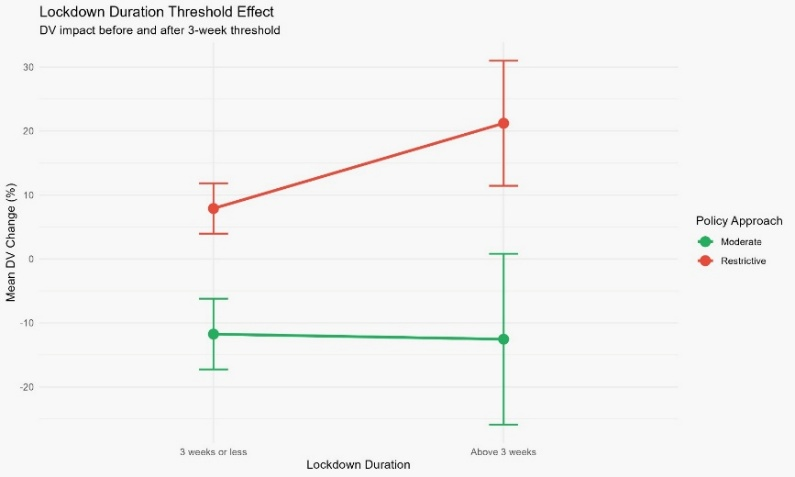 Lockdown Duration Threshold Effect
DV impact before and after 3-week threshold
Mean DV Change (%)
30
20
10
0
-10
-20
3 weeks or less
Above 3 weeks
Lockdown Duration
Policy Approach
Moderate
Restrictive